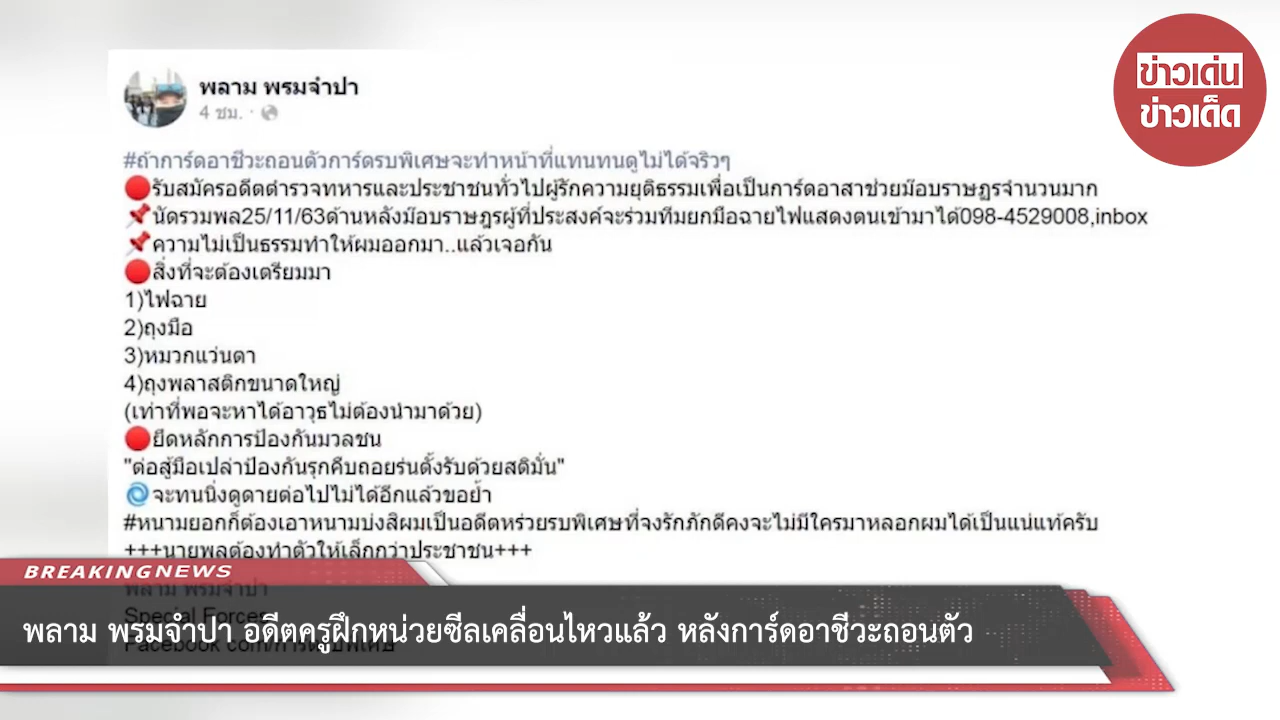 ข่าวเด่น
ข่าวเด็ด
พลาม พรมจำปา
4 ชม. ·
#ถ้าการ์ดอาชีวะถอนตัวการ์ดรบพิเศษจะทำหน้าที่แทนทนดูไม่ได้จริวๆ
🔴รับสมัครอดีตตำรวจทหารและประชาชนทั่วไปผู้รักความยุติธรรมเพื่อเป็นการ์ดอาสาช่วยม๊อบราษฏรจำนวนมาก
📌นัดรวมพล25/11/63ด้านหลังม๊อบราษฎรผู้ที่ประสงค์จะร่วมทีมยกมือฉายไฟแสดงตนเข้ามาได้098-4529008,inbox
📌ความไม่เป็นธรรมทำให้ผมออกมา..แล้วเจอกัน
🔴สิ่งที่จะต้องเตรียมมา
1)ไฟฉาย
2)ถุงมือ
3)หมวกแว่นตา
4)ถุงพลาสติกขนาดใหญ่
(เท่าที่พอจะหาได้อาวุธไม่ต้องนำมาด้วย)
🔴ยึดหลักการป้องกันมวลชน
"ต่อสู้มือเปล่าป้องกันรุกคืบถอยร่นตั้งรับด้วยสติมั่น"
🌀จะทนนิ่งดูดายต่อไปไม่ได้อีกแล้วขอย้ำ
#หนามยอกก็ต้องเอาหนามบ่งสิผมเป็นอดีตหร่วยรบพิเศษที่จงรักภักดีคงจะไม่มีใครมาหลอกผมได้เป็นแน่แท้ครับ
+++นายพลต้องทำตัวให้เล็กกว่าประชาชน+++
พลาม พรมจำปา
Special Forces
Facebook com/การ์ดรบพิเศษ
BREAKINGNEWS
พลาม พรมจำปา อดีตครูฝึกหน่วยซีลเคลื่อนไหวแล้ว หลังการ์ดอาชีวะถอนตัว